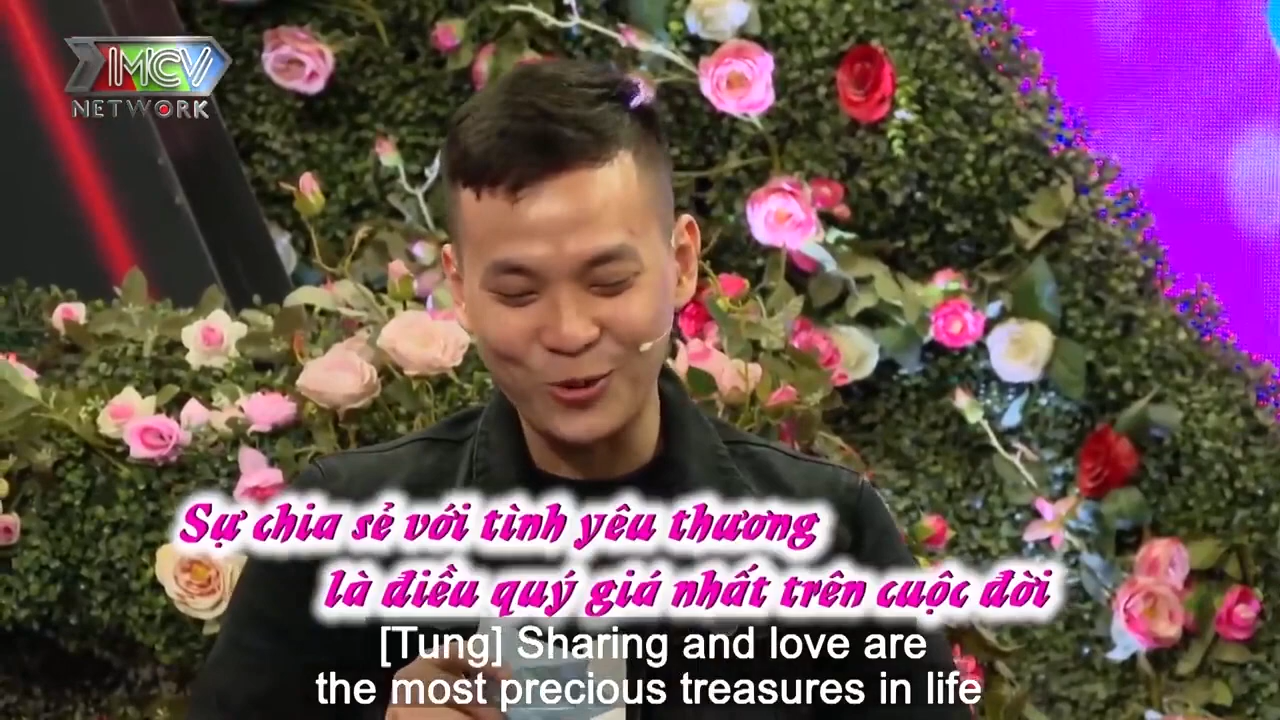 MCV
NETWORK
Sự chia sẻ với tình yêu thương
là điều quý giá nhất trên cuộc đời
[Tung] Sharing and love are
the most precious treasures in life